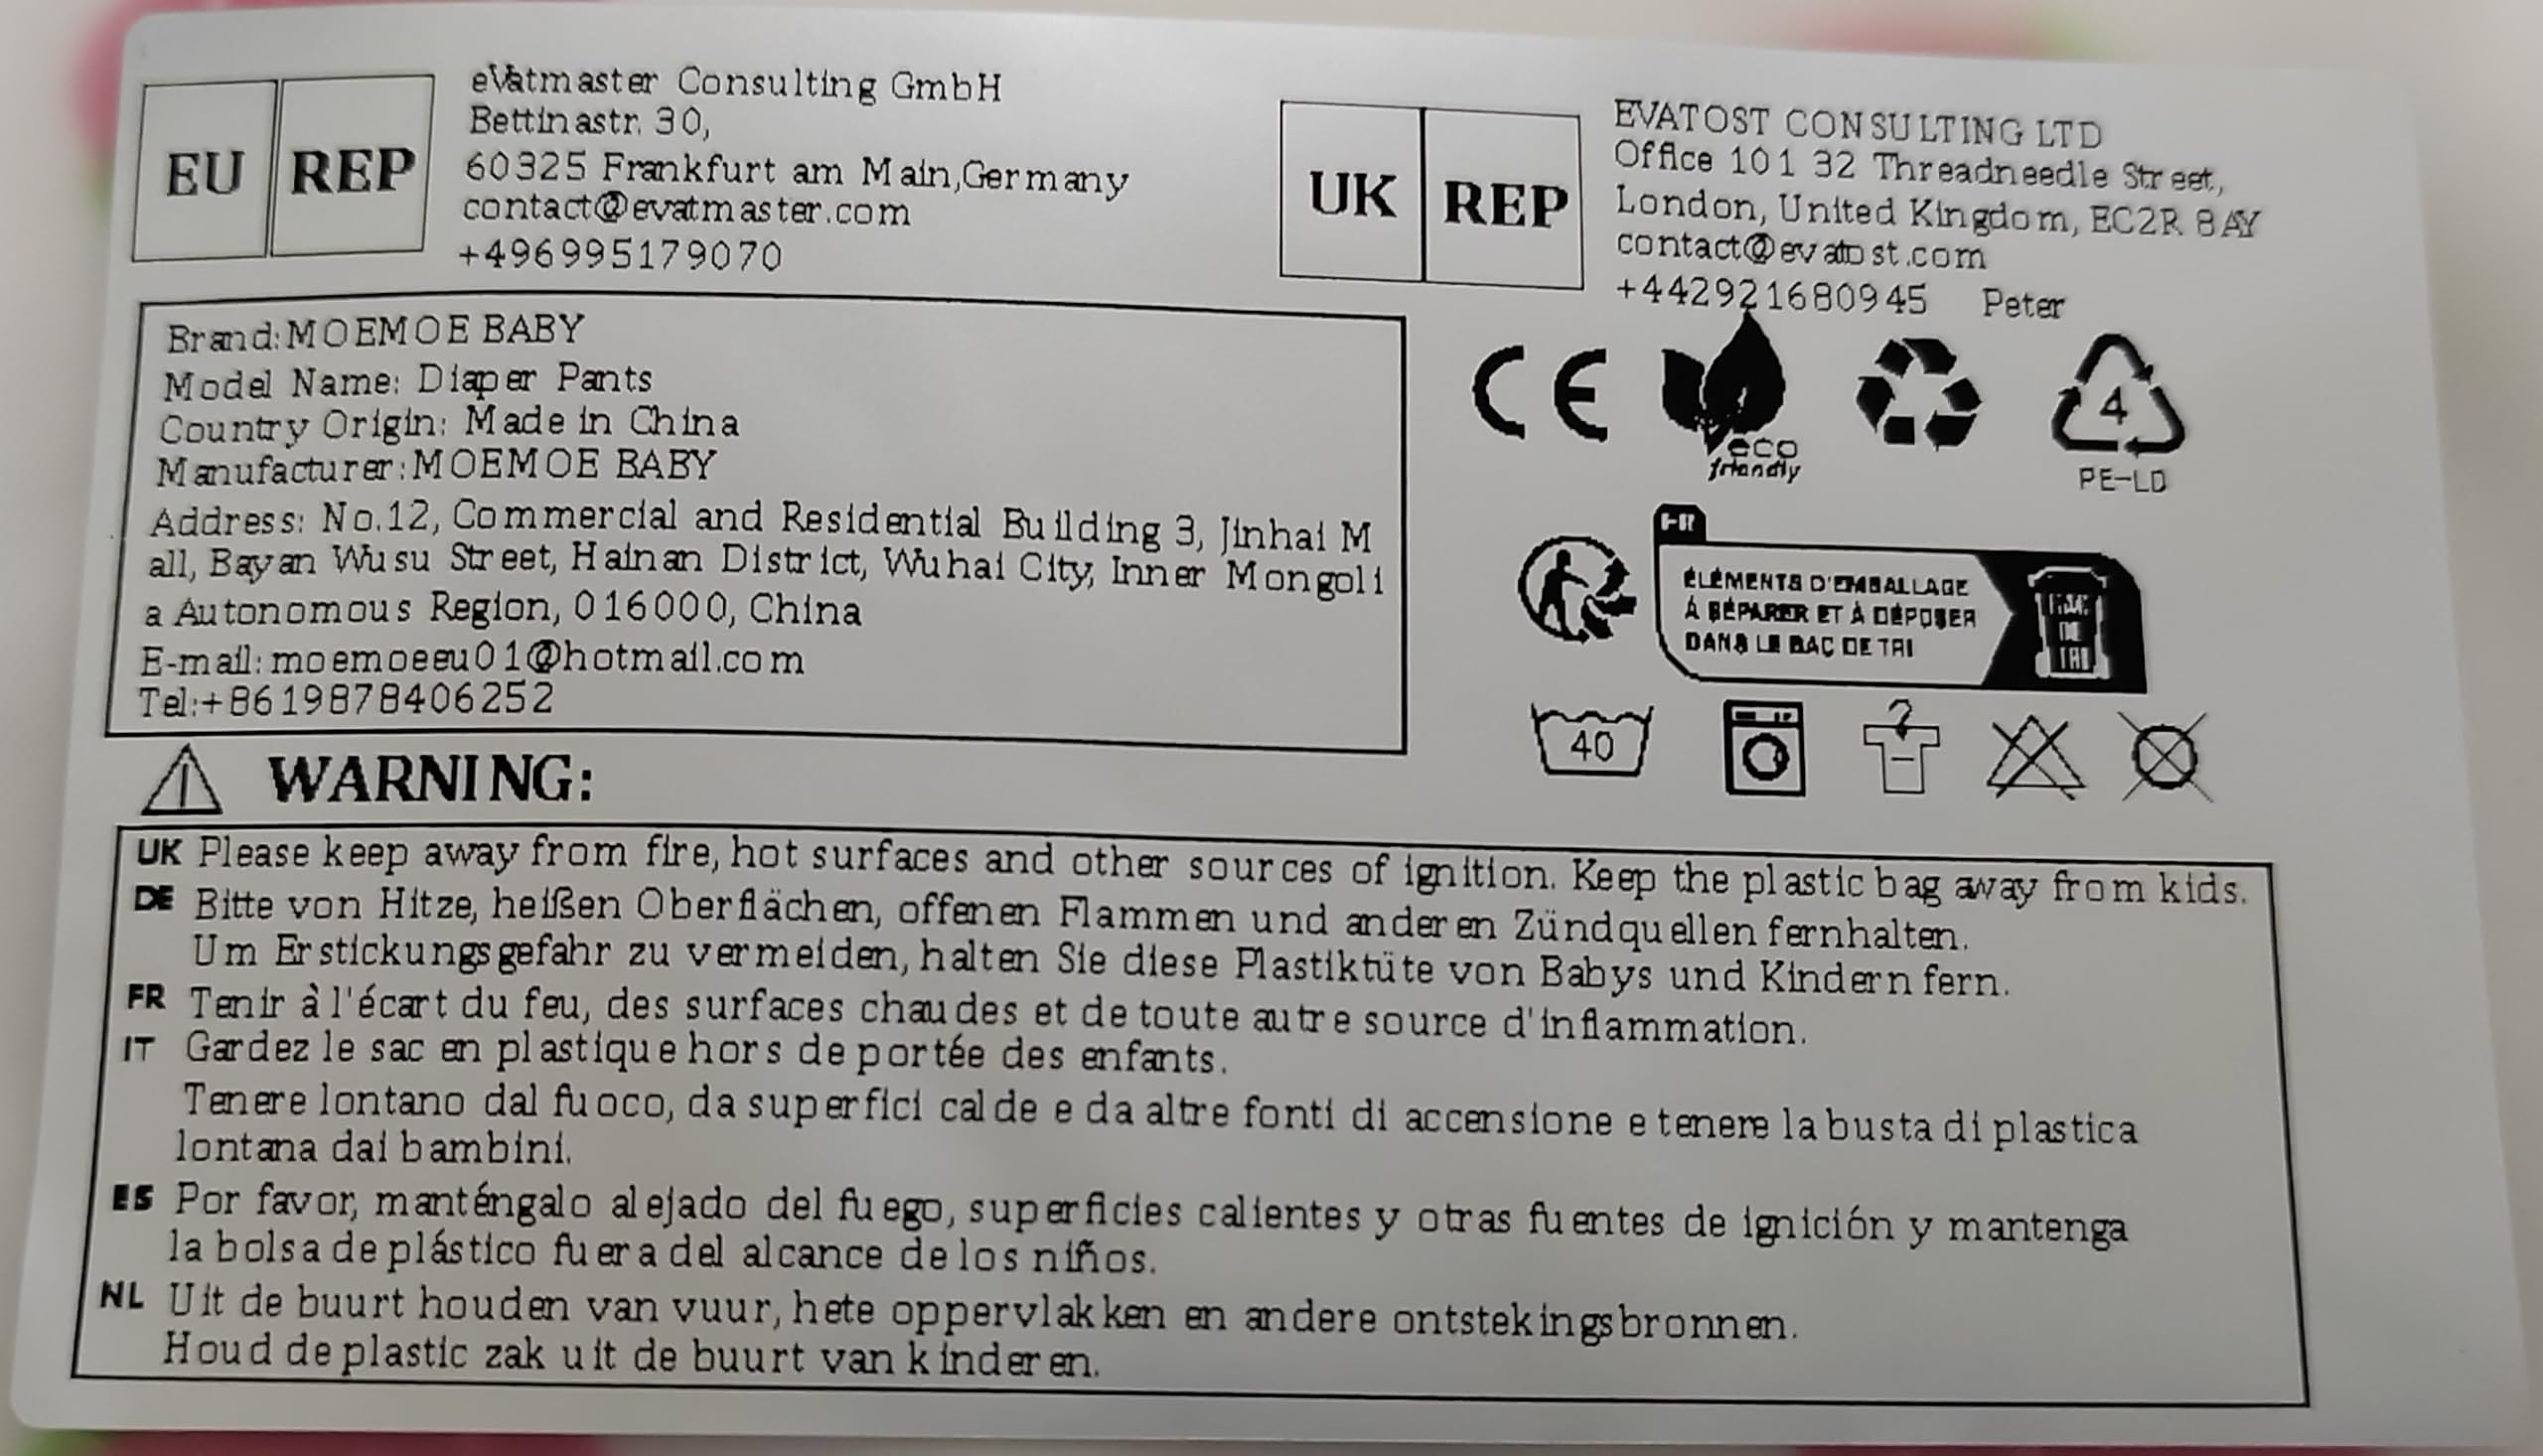 EU REP
eVatmaster Consulting GmbH
Bettinastr. 30,
60325 Frankfurt am Main,Germany
contact@evatmaster.com
+496995179070
UK REP
EVATOST CONSULTING LTD
Office 101 32 Threadneedle Street,
London, United Kingdom, EC2R 8AY
contact@evatost.com
+442921680945 Peter
Brand:MOEMOE BABY
Model Name: Diaper Pants
Country Origin: Made in China
Manufacturer:MOEMOE BABY
Address: No.12, Commercial and Residential Building 3, Jinhai M
all, Bayan Wusu Street, Hainan District, Wuhai City, Inner Mongoli
a Autonomous Region, 016000, China
E-mail: moemoeeu01@hotmail.com
Tel:+8619878406252
CE
eco
friendly
4
PE-LD
FR
ÉLÉMENTS D'EMBALLAGE
À SÉPARER ET À DÉPOSER
DANS LE BAC DE TRI
BAC
DE
TRI
40
WARNING:
UK Please keep away from fire, hot surfaces and other sources of ignition. Keep the plastic bag away from kids.
DE Bitte von Hitze, heißen Oberflächen, offenen Flammen und anderen Zündquellen fernhalten.
Um Erstickungsgefahr zu vermeiden, halten Sie diese Plastiktüte von Babys und Kindern fern.
FR Tenir à l'écart du feu, des surfaces chaudes et de toute autre source d'inflammation.
IT Gardez le sac en plastique hors de portée des enfants.
Tenere lontano dal fuoco, da superfici calde e da altre fonti di accensione e tenere la busta di plastica
lontana dai bambini.
ES Por favor, manténgalo alejado del fuego, superficies calientes y otras fuentes de ignición y mantenga
la bolsa de plástico fuera del alcance de los niños.
NL Uit de buurt houden van vuur, hete oppervlakken en andere ontstekingsbronnen.
Houd de plastic zak uit de buurt van kinderen.